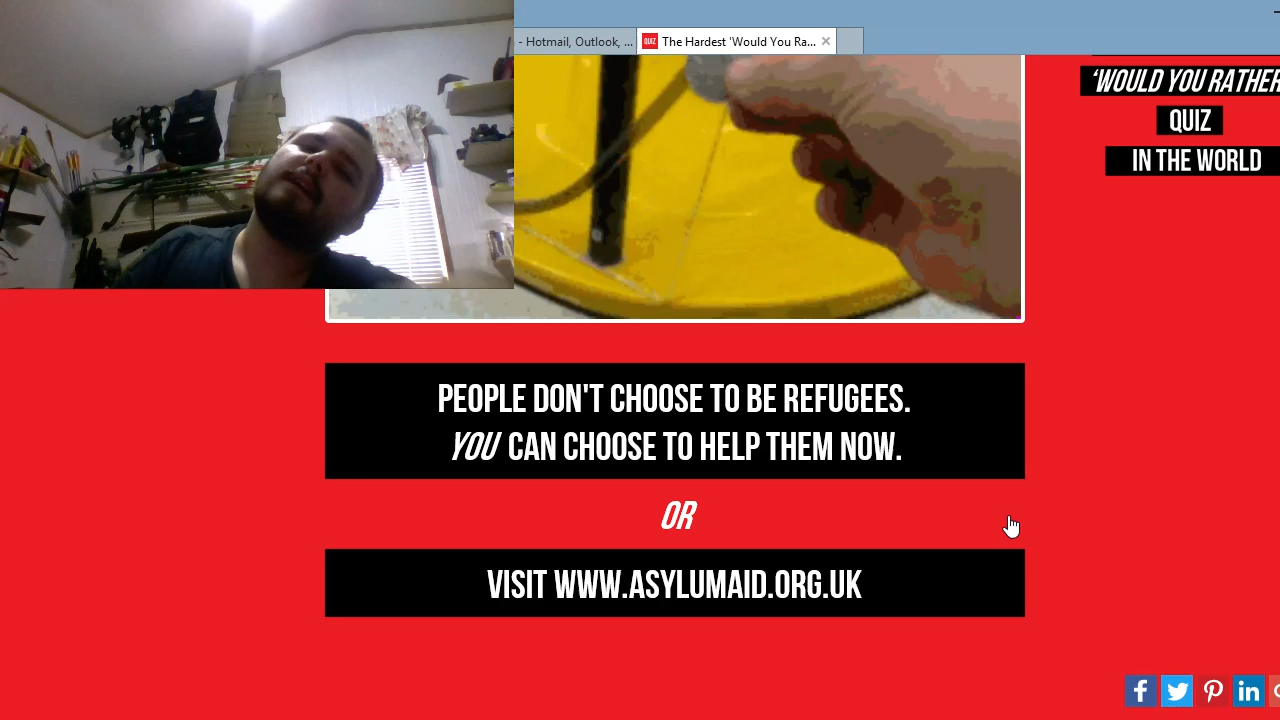 - Hotmail, Outlook, ...
QUIZ
The Hardest 'Would You Ra...
‘WOULD YOU RATHER
QUIZ
IN THE WORLD
PEOPLE DON'T CHOOSE TO BE REFUGEES.
YOU CAN CHOOSE TO HELP THEM NOW.
OR
VISIT WWW.ASYLUMAID.ORG.UK